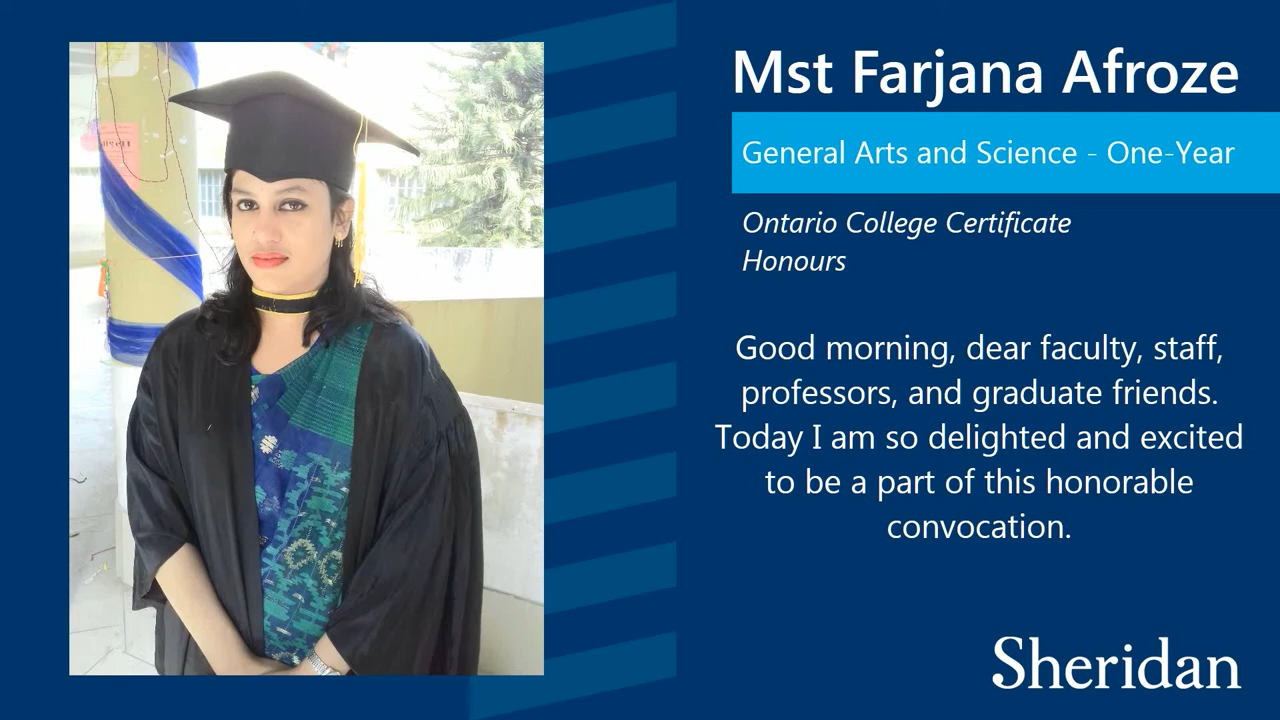 Mst Farjana Afroze
General Arts and Science - One-Year
Ontario College Certificate
Honours
Good morning, dear faculty, staff,
professors, and graduate friends.
Today I am so delighted and excited
to be a part of this honorable
convocation.
Sheridan